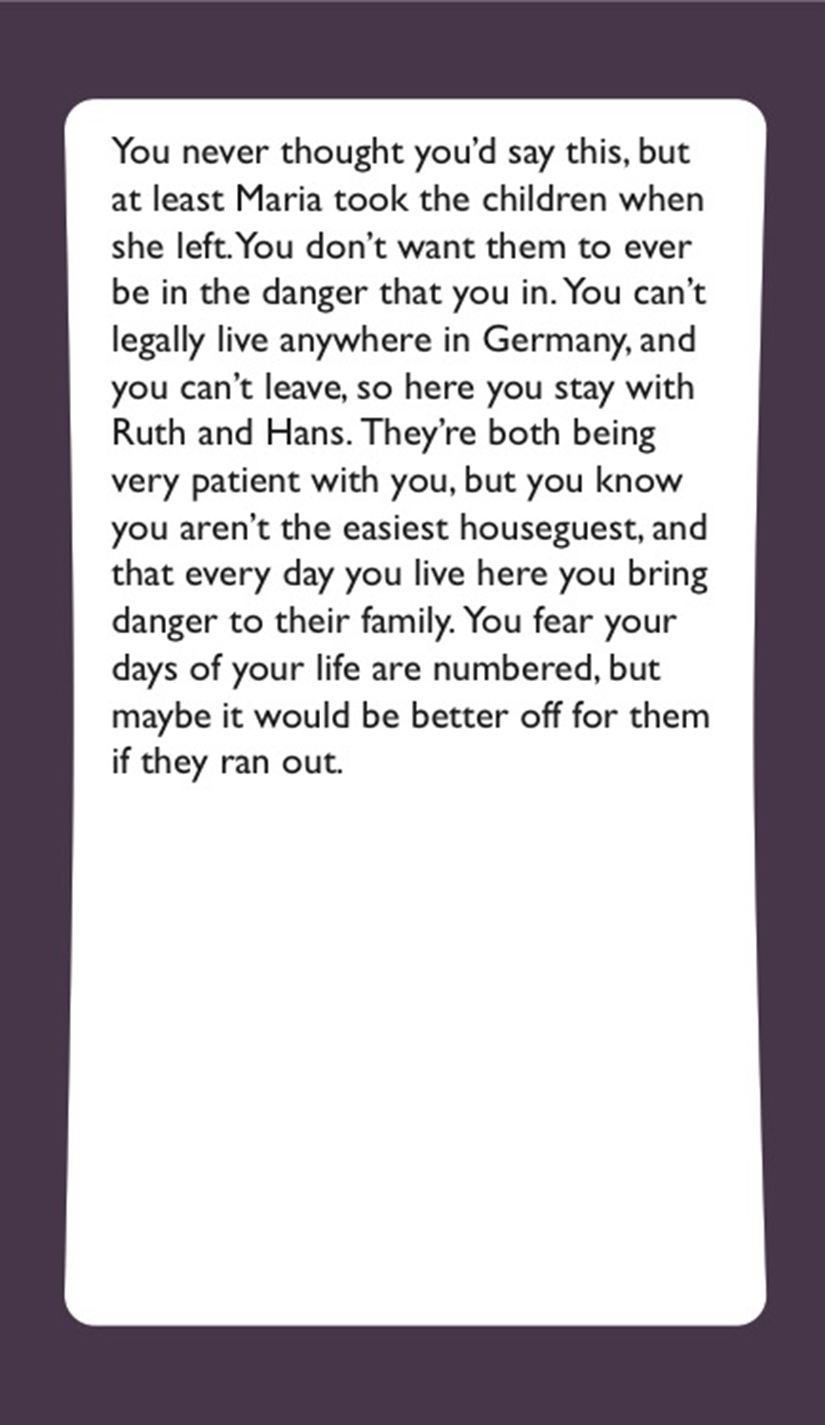 You never thought you’d say this, but
at least Maria took the children when
she left. You don’t want them to ever
be in the danger that you in. You can’t
legally live anywhere in Germany, and
you can’t leave, so here you stay with
Ruth and Hans. They’re both being
very patient with you, but you know
you aren’t the easiest houseguest, and
that every day you live here you bring
danger to their family. You fear your
days of your life are numbered, but
maybe it would be better off for them
if they ran out.